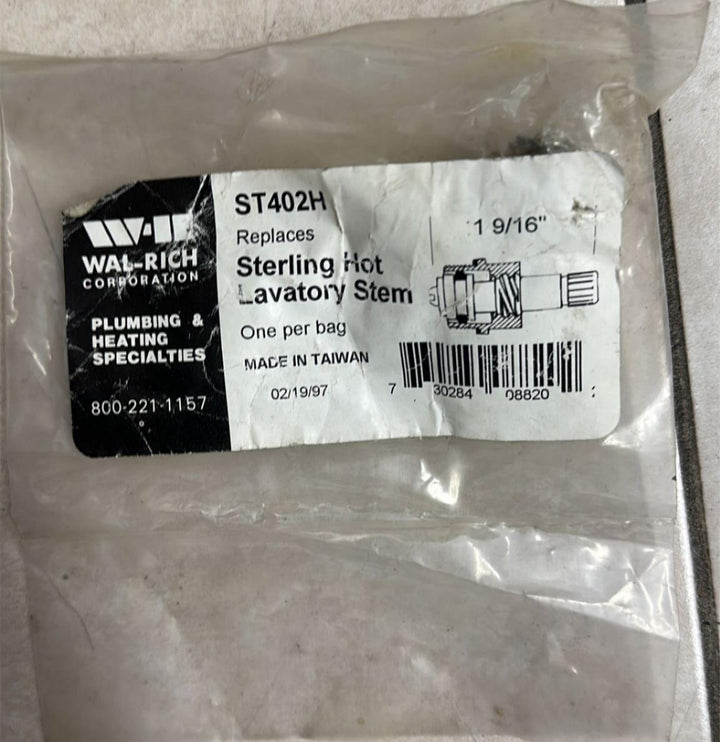 WAL-RICH
CORPORATION
PLUMBING &
HEATING
SPECIALTIES
800-221-1157
ST402H
Replaces
Sterling Hot
Lavatory Stem
One per bag
MADE IN TAIWAN
02/19/97
1 9/16"
7 30284 08820